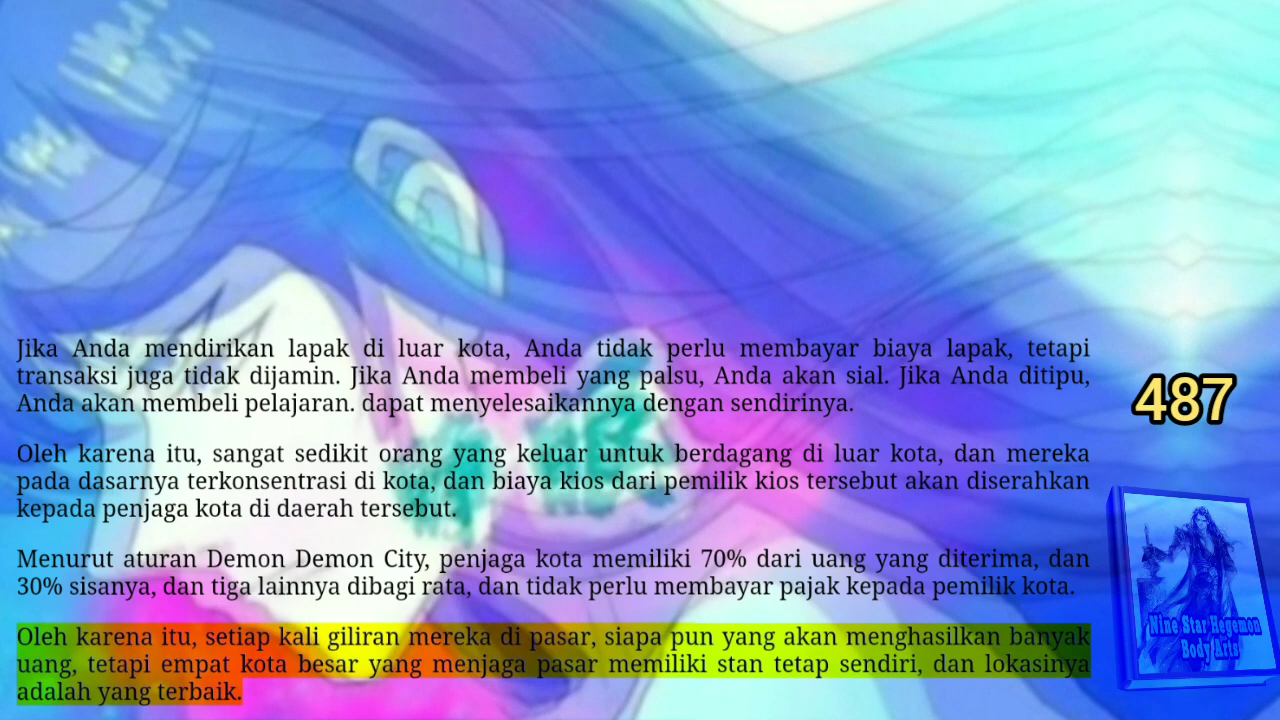 Jika Anda mendirikan lapak di luar kota, Anda tidak perlu membayar biaya lapak, tetapi
transaksi juga tidak dijamin. Jika Anda membeli yang palsu, Anda akan sial. Jika Anda ditipu,
Anda akan membeli pelajaran. dapat menyelesaikannya dengan sendirinya.
Oleh karena itu, sangat sedikit orang yang keluar untuk berdagang di luar kota, dan mereka
pada dasarnya terkonsentrasi di kota, dan biaya kios dari pemilik kios tersebut akan diserahkan
kepada penjaga kota di daerah tersebut.
Menurut aturan Demon Demon City, penjaga kota memiliki 70% dari uang yang diterima, dan
30% sisanya, dan tiga lainnya dibagi rata, dan tidak perlu membayar pajak kepada pemilik kota.
Oleh karena itu, setiap kali giliran mereka di pasar, siapa pun yang akan menghasilkan banyak
uang, tetapi empat kota besar yang menjaga pasar memiliki stan tetap sendiri, dan lokasinya
adalah yang terbaik.
487
Nine Star Hegemon
Body Arts